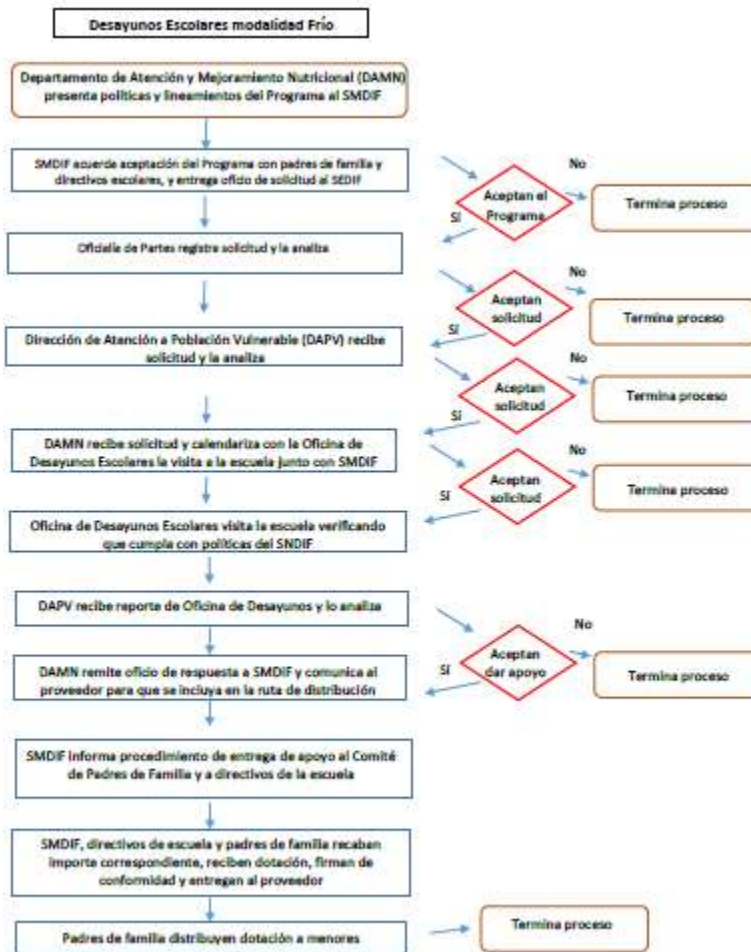 Desayunos Escolares modalidad Frío
Departamento de Atención y Mejoramiento Nutricional (DAMN)
presenta políticas y lineamientos del Programa al SMDIF
SMDIF acuerda aceptación del Programa con padres de familia y
directivos escolares, y entrega oficio de solicitud al SEDIF
No
Aceptan el
Programa
Sí
Termina proceso
Oficialíe de Partes registra solicitud y la analiza
No
Aceptan
solicitud
Sí
Termina proceso
Dirección de Atención a Población Vulnerable (DAPV) recibe
solicitud y la analiza
No
Aceptan
solicitud
Sí
Termina proceso
DAMN recibe solicitud y calendariza con la Oficina de
Desayunos Escolares la visita a la escuela junto con SMDIF
No
Aceptan
solicitud
Sí
Termina proceso
Oficina de Desayunos Escolares visita la escuela verificando
que cumpla con políticas del SNDIF
DAPV recibe reporte de Oficina de Desayunos y lo analiza
No
Aceptan
dar apoyo
Sí
Termina proceso
DAMN remite oficio de respuesta a SMDIF y comunica al
proveedor para que se incluya en la ruta de distribución
SMDIF informa procedimiento de entrega de apoyo al Comité
de Padres de Familia y a directivos de la escuela
SMDIF, directivos de escuela y padres de familia recaban
importe correspondiente, reciben dotación, firman de
conformidad y entregan al proveedor
Padres de familia distribuyen dotación a menores
Termina proceso